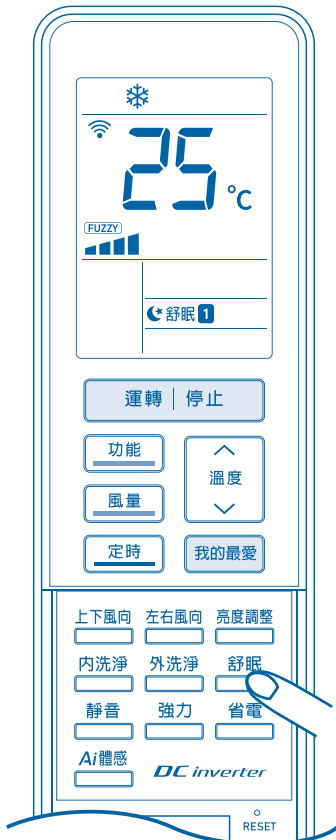 25°C
FUZZY
舒眠 1
運轉 | 停止
功能
溫度
風量
定時
我的最愛
上下風向 左右風向 亮度調整
內洗淨 外洗淨 舒眠
靜音 強力 省電
Ai體感
DC inverter
RESET